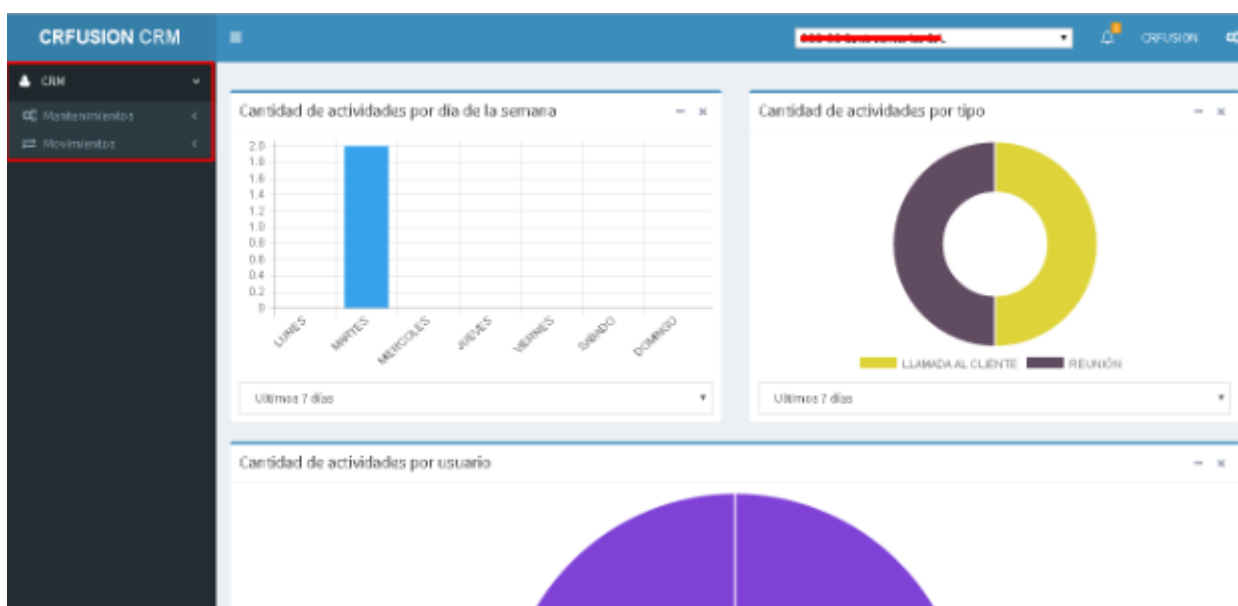 CRFUSION CRM
CRFUSION
CRM
Mantenimientos
Movimientos
Cantidad de actividades por día de la semana
2.0
1.8
1.6
1.4
1.2
1.0
0.8
0.6
0.4
0.2
0
LUNES
MARTES
MIERCOLES
JUEVES
VIERNES
SABADO
DOMINGO
Ultimos 7 días
Cantidad de actividades por tipo
LLAMADA AL CLIENTE
REUNIÓN
Ultimos 7 días
Cantidad de actividades por usuario